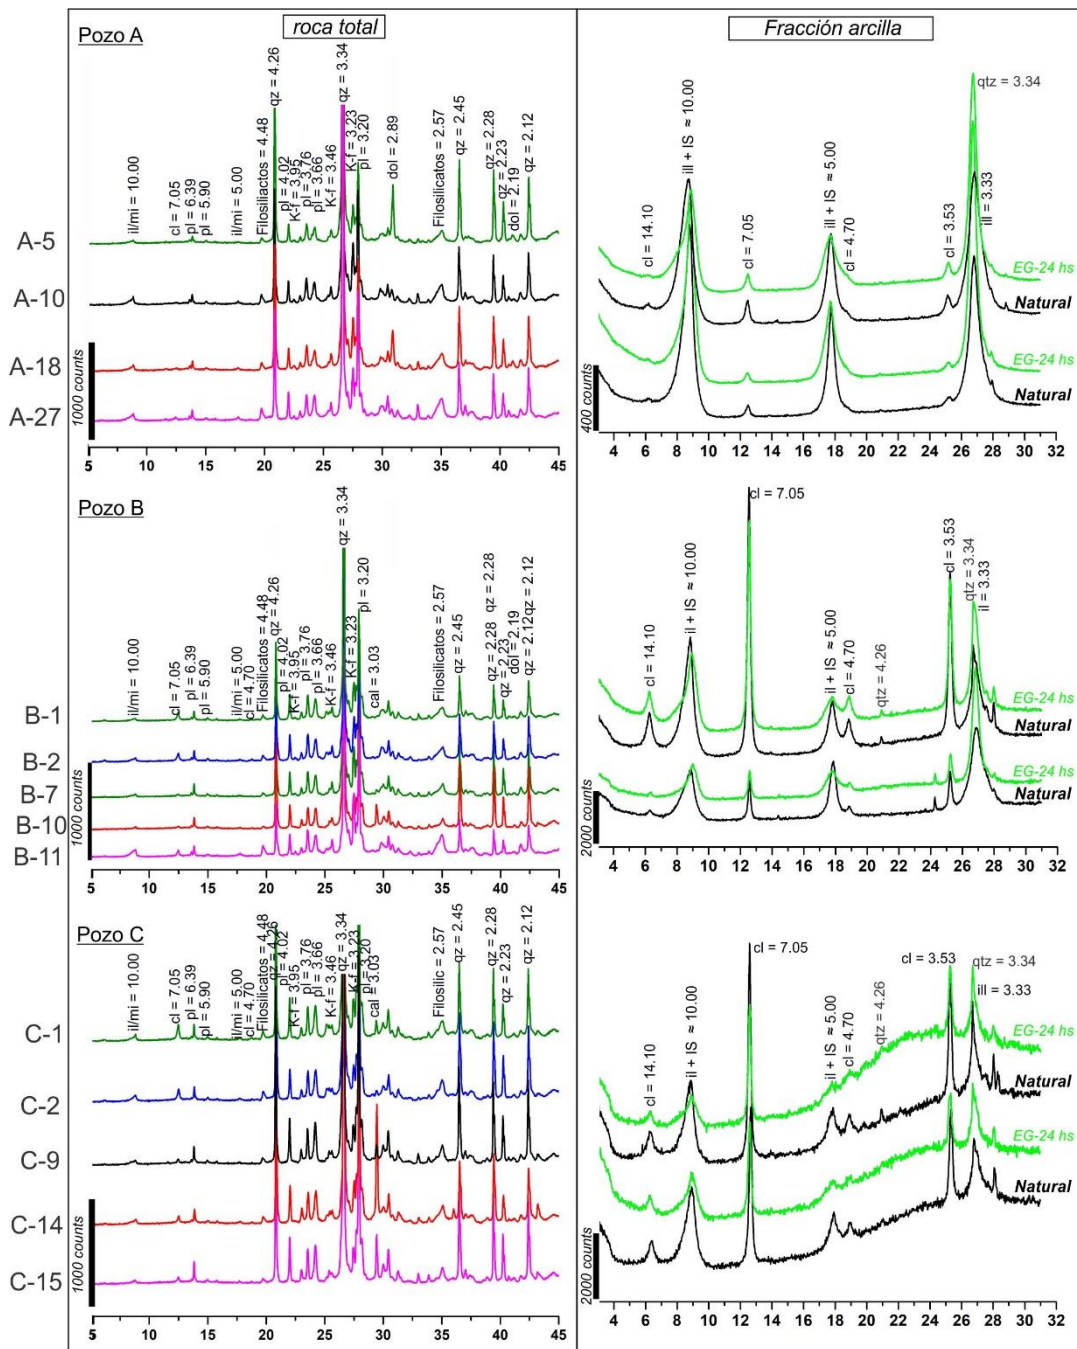 roca total
Fracción arcilla
Pozo A
il/mi = 10.00
cl = 7.05
pl = 6.39
pl = 5.90
il/mi = 5.00
Filosiliactos = 4.48
qz = 4.26
pl = 4.02
K-f = 3.95
pl = 3.76
pl = 3.66
K-f = 3.46
qz = 3.34
K-f = 3.23
pl = 3.20
dol = 2.89
Filosilicatos = 2.57
qz = 2.45
qz = 2.28
qz = 2.23
dol = 2.19
qz = 2.12
A-5
A-10
A-18
A-27
1000 counts
5 10 15 20 25 30 35 40 45
cl = 14.10
ill + IS ≈ 10.00
cl = 7.05
ill + IS ≈ 5.00
cl = 4.70
cl = 3.53
qtz = 3.34
ill = 3.33
EG-24 hs
Natural
EG-24 hs
Natural
400 counts
4 6 8 10 12 14 16 18 20 22 24 26 28 30
Pozo B
il/mi = 10.00
cl = 7.05
pl = 6.39
pl = 5.90
il/mi = 5.00
cl = 4.70
Filosilicatos = 4.48
qz = 4.26
pl = 4.02
K-f = 3.95
pl = 3.76
pl = 3.66
K-f = 3.46
qz = 3.34
K-f = 3.23
pl = 3.20
cal = 3.03
Filosilicatos = 2.57
qz = 2.45
qz = 2.28
qz = 2.28
qz = 2.23
dol = 2.19
qz = 2.12
qz = 2.12
B-1
B-2
B-7
B-10
B-11
1000 counts
5 10 15 20 25 30 35 40 45
cl = 14.10
il + IS ≈ 10.00
cl = 7.05
il + IS ≈ 5.00
cl = 4.70
qtz = 4.26
cl = 3.53
qtz = 3.34
il = 3.33
EG-24 hs
Natural
EG-24 hs
Natural
2000 counts
4 6 8 10 12 14 16 18 20 22 24 26 28 30
Pozo C
il/mi = 10.00
cl = 7.05
pl = 6.39
pl = 5.90
il/mi = 5.00
cl = 4.70
Filosilicatos = 4.48
qz = 4.26
pl = 4.02
K-f = 3.95
pl = 3.76
pl = 3.66
K-f = 3.46
qz = 3.34
K-f = 3.23
pl = 3.20
cal = 3.03
Filosilic = 2.57
qz = 2.45
qz = 2.28
qz = 2.23
qz = 2.12
C-1
C-2
C-9
C-14
C-15
1000 counts
5 10 15 20 25 30 35 40 45
cl = 14.10
il + IS ≈ 10.00
cl = 7.05
il + IS ≈ 5.00
cl = 4.70
qtz = 4.26
cl = 3.53
qtz = 3.34
ill = 3.33
EG-24 hs
Natural
EG-24 hs
Natural
2000 counts
4 6 8 10 12 14 16 18 20 22 24 26 28 30